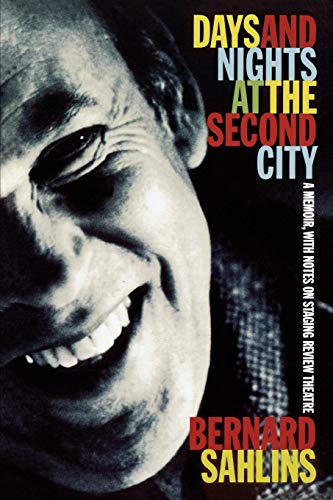 DAYS AND
NIGHTS
AT THE
SECOND
CITY
A MEMOIR, WITH NOTES ON STAGING REVIEW THEATRE
BERNARD
SAHLINS